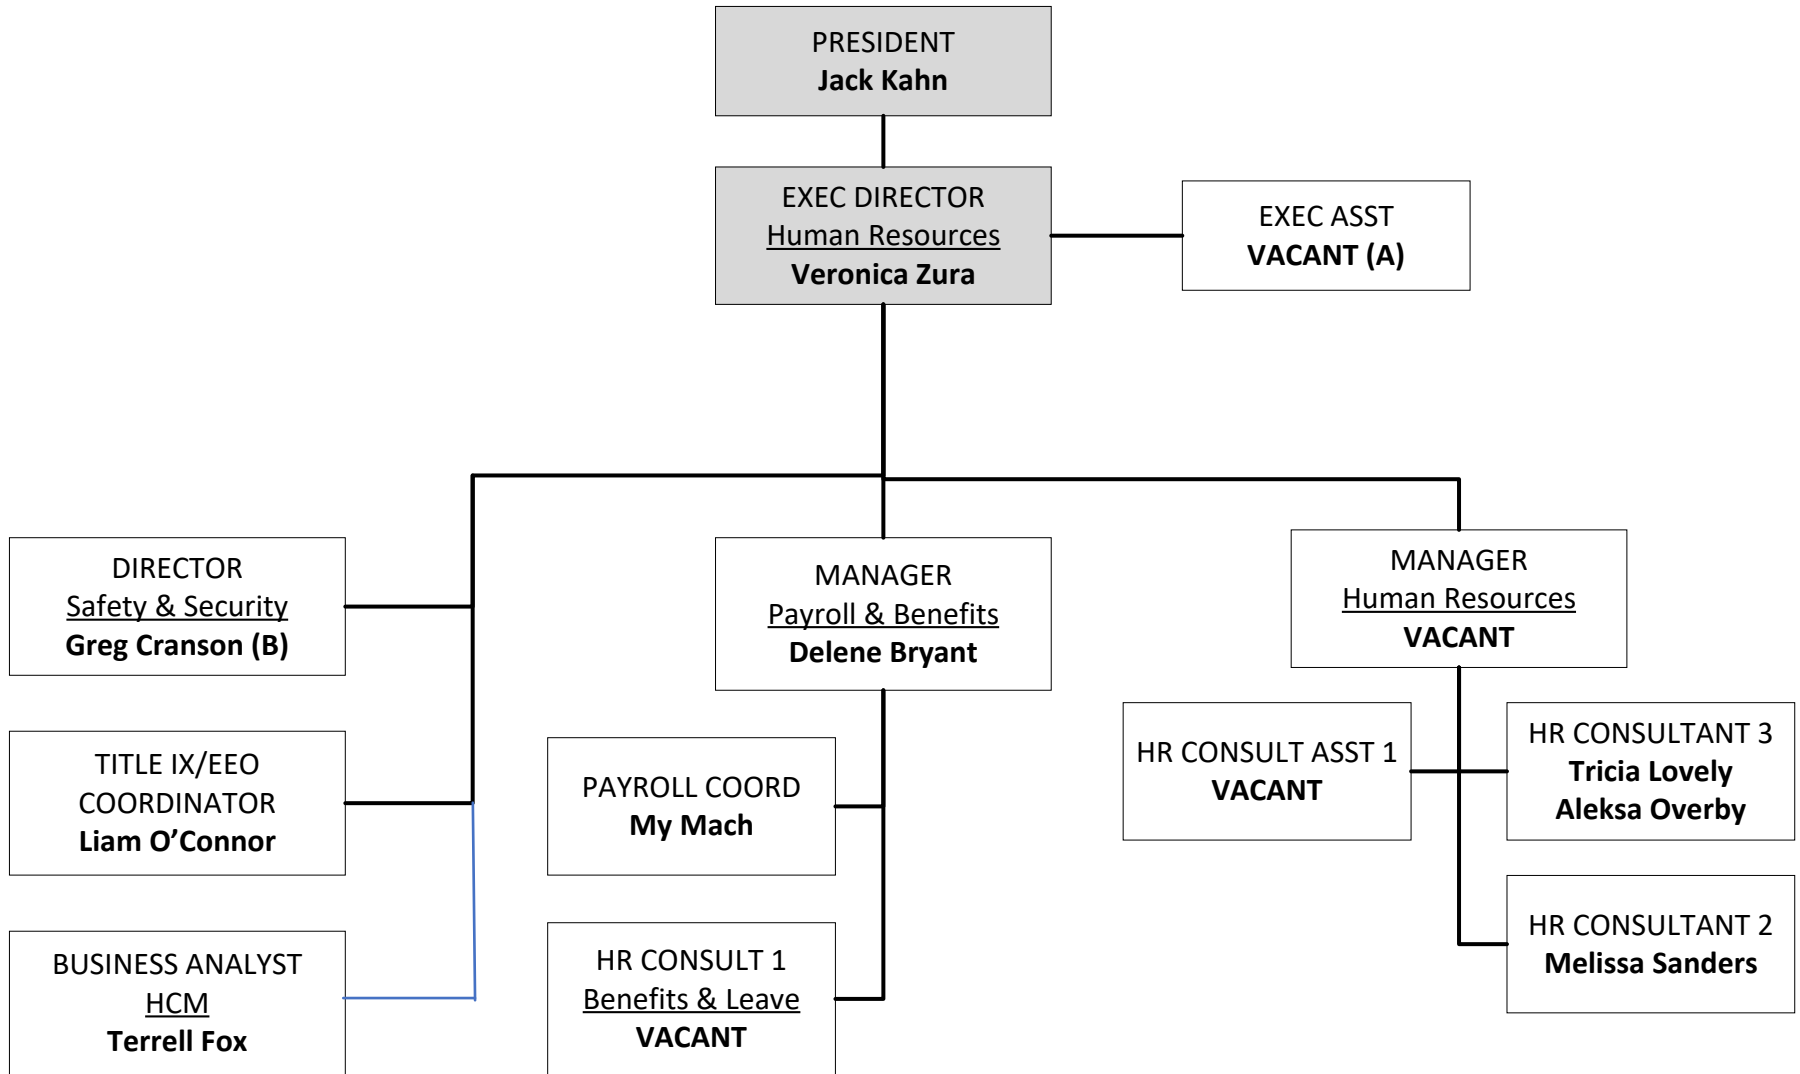 PRESIDENT
Jack Kahn
EXEC DIRECTOR
Human Resources
Veronica Zura
EXEC ASST
VACANT (A)
DIRECTOR
Safety & Security
Greg Cranson (B)
TITLE IX/EEO
COORDINATOR
Liam O’Connor
BUSINESS ANALYST
HCM
Terrell Fox
MANAGER
Payroll & Benefits
Delene Bryant
PAYROLL COORD
My Mach
HR CONSULT 1
Benefits & Leave
VACANT
MANAGER
Human Resources
VACANT
HR CONSULT ASST 1
VACANT
HR CONSULTANT 3
Tricia Lovely
Aleksa Overby
HR CONSULTANT 2
Melissa Sanders